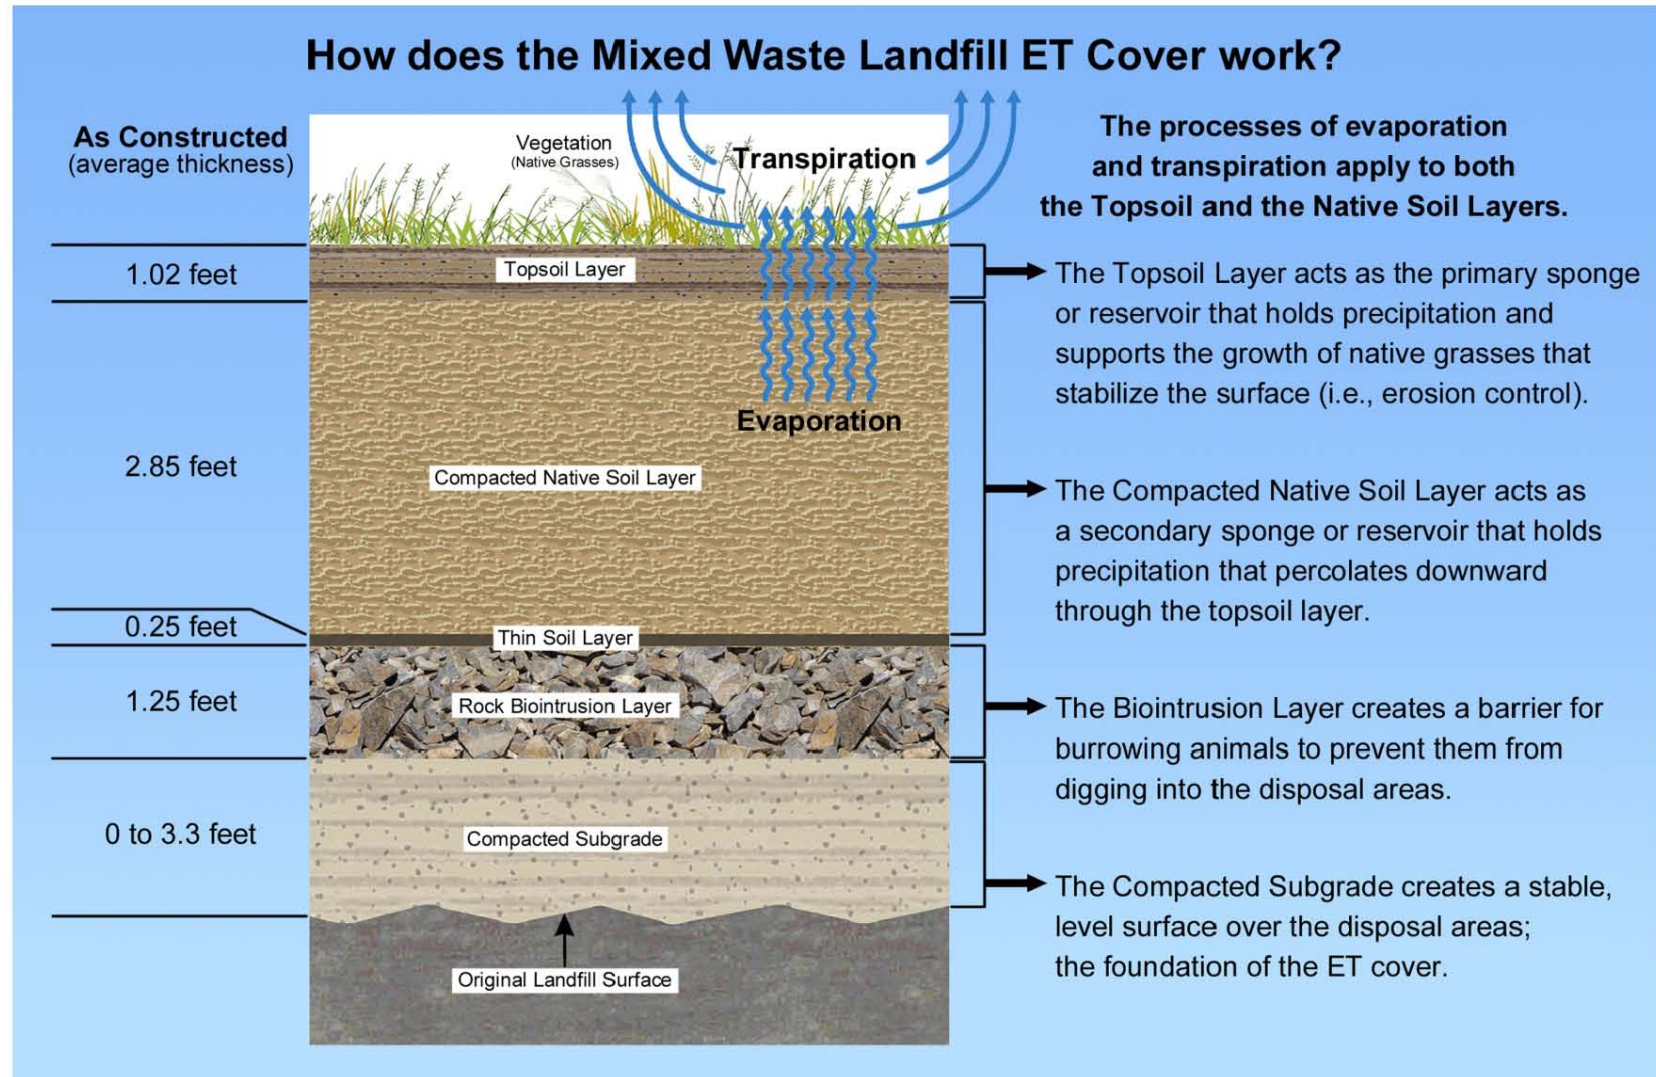 How does the Mixed Waste Landfill ET Cover work?
As Constructed
(average thickness)
1.02 feet
2.85 feet
0.25 feet
1.25 feet
0 to 3.3 feet
Vegetation
(Native Grasses)
Transpiration
Topsoil Layer
Evaporation
Compacted Native Soil Layer
Thin Soil Layer
Rock Biointrusion Layer
Compacted Subgrade
Original Landfill Surface
The processes of evaporation
and transpiration apply to both
the Topsoil and the Native Soil Layers.
The Topsoil Layer acts as the primary sponge
or reservoir that holds precipitation and
supports the growth of native grasses that
stabilize the surface (i.e., erosion control).
The Compacted Native Soil Layer acts as
a secondary sponge or reservoir that holds
precipitation that percolates downward
through the topsoil layer.
The Biointrusion Layer creates a barrier for
burrowing animals to prevent them from
digging into the disposal areas.
The Compacted Subgrade creates a stable,
level surface over the disposal areas;
the foundation of the ET cover.